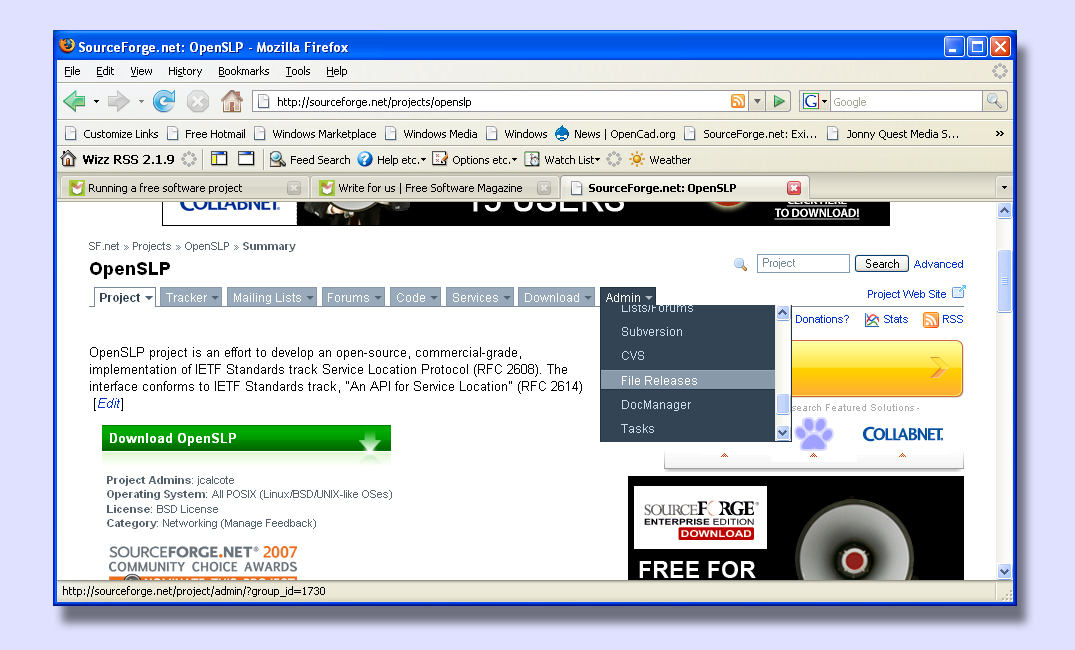 SourceForge.net: OpenSLP - Mozilla Firefox
File Edit View History Bookmarks Tools Help
http://sourceforge.net/projects/openslp
G Google
Customize Links Free Hotmail Windows Marketplace Windows Media Windows News | OpenCad.org SourceForge.net: Exi... Jonny Quest Media S... »
Wizz RSS 2.1.9 Feed Search Help etc. Options etc. Watch List Weather
Running a free software project Write for us | Free Software Magazine SourceForge.net: OpenSLP
COLLABNET 15 USERS CLICK HERE
TO DOWNLOAD!
SF.net » Projects » OpenSLP » Summary
OpenSLP
Project Search Advanced
Project Tracker Mailing Lists Forums Code Services Download Admin
Project Web Site
Lists/Forums
Subversion
CVS
File Releases
DocManager
Tasks
Donations? Stats RSS
OpenSLP project is an effort to develop an open-source, commercial-grade,
implementation of IETF Standards track Service Location Protocol (RFC 2608). The
interface conforms to IETF Standards track, "An API for Service Location" (RFC 2614)
[Edit]
search Featured Solutions -
COLLABNET.
Download OpenSLP
Project Admins: jcalcote
Operating System: All POSIX (Linux/BSD/UNIX-like OSes)
License: BSD License
Category: Networking (Manage Feedback)
SOURCEFORGE.NET® 2007
COMMUNITY CHOICE AWARDS
NOMINATE THIS PROJECT
SOURCEFORGE®
ENTERPRISE EDITION
DOWNLOAD
FREE FOR
http://sourceforge.net/project/admin/?group_id=1730